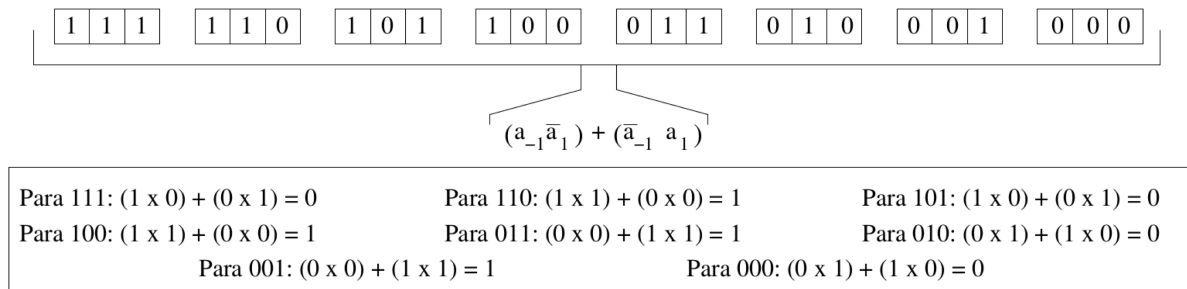 1 1 1 1 1 0 1 0 1 1 0 0 0 1 1 0 1 0 0 0 1 0 0 0
(a₋₁a̅₁) + (a̅₋₁ a₁)
Para 111: (1 x 0) + (0 x 1) = 0 Para 110: (1 x 1) + (0 x 0) = 1 Para 101: (1 x 0) + (0 x 1) = 0
Para 100: (1 x 1) + (0 x 0) = 1 Para 011: (0 x 0) + (1 x 1) = 1 Para 010: (0 x 1) + (1 x 0) = 0
Para 001: (0 x 0) + (1 x 1) = 1 Para 000: (0 x 1) + (1 x 0) = 0